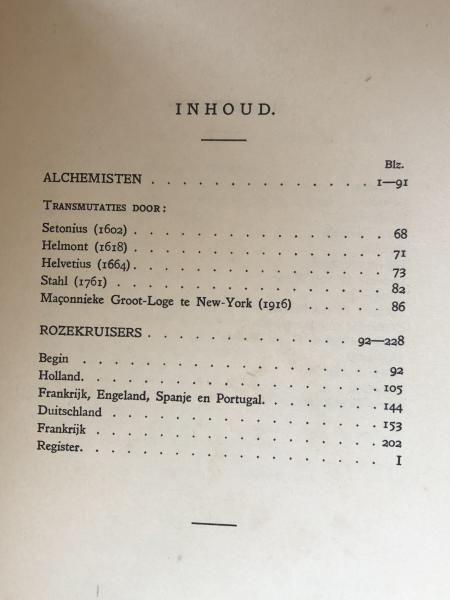 INHOUD.
Blz.
ALCHEMISTEN . . . . . . . . . . . . . . 1—91
TRANSMUTATIES DOOR:
Setonius (1602) . . . . . . . . . . . . . . . 68
Helmont (1618) . . . . . . . . . . . . . . . 71
Helvetius (1664) . . . . . . . . . . . . . . . 73
Stahl (1761) . . . . . . . . . . . . . . . . 82
Maçonnieke Groot-Loge te New-York (1916) . . . . . 86
ROZEKRUISERS . . . . . . . . . . . . . 92—228
Begin . . . . . . . . . . . . . . . . . . 92
Holland. . . . . . . . . . . . . . . . . . 105
Frankrijk, Engeland, Spanje en Portugal. . . . . . . . 144
Duitschland . . . . . . . . . . . . . . . . 153
Frankrijk . . . . . . . . . . . . . . . . . 202
Register. . . . . . . . . . . . . . . . . . I